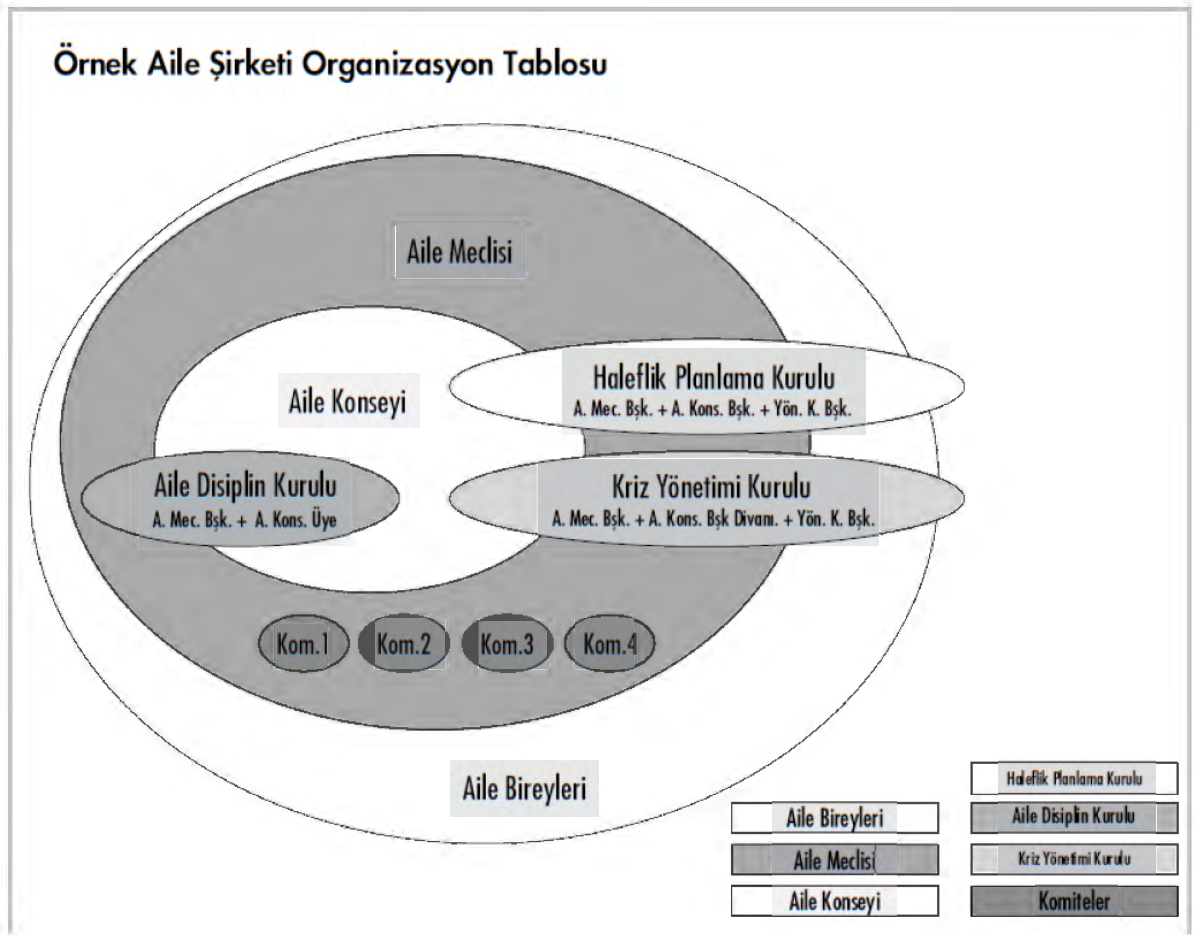 Örnek Aile Şirketi Organizasyon Tablosu
Aile Meclisi
Aile Konseyi
Haleflik Planlama Kurulu
A. Mec. Bşk. + A. Kons. Bşk. + Yön. K. Bşk.
Aile Disiplin Kurulu
A. Mec. Bşk. + A. Kons. Üye
Kriz Yönetimi Kurulu
A. Mec. Bşk. + A. Kons. Bşk Divanı. + Yön. K. Bşk.
Kom.1 Kom.2 Kom.3 Kom.4
Aile Bireyleri
Aile Bireyleri
Aile Meclisi
Aile Konseyi
Haleflik Planlama Kurulu
Aile Disiplin Kurulu
Kriz Yönetimi Kurulu
Komiteler